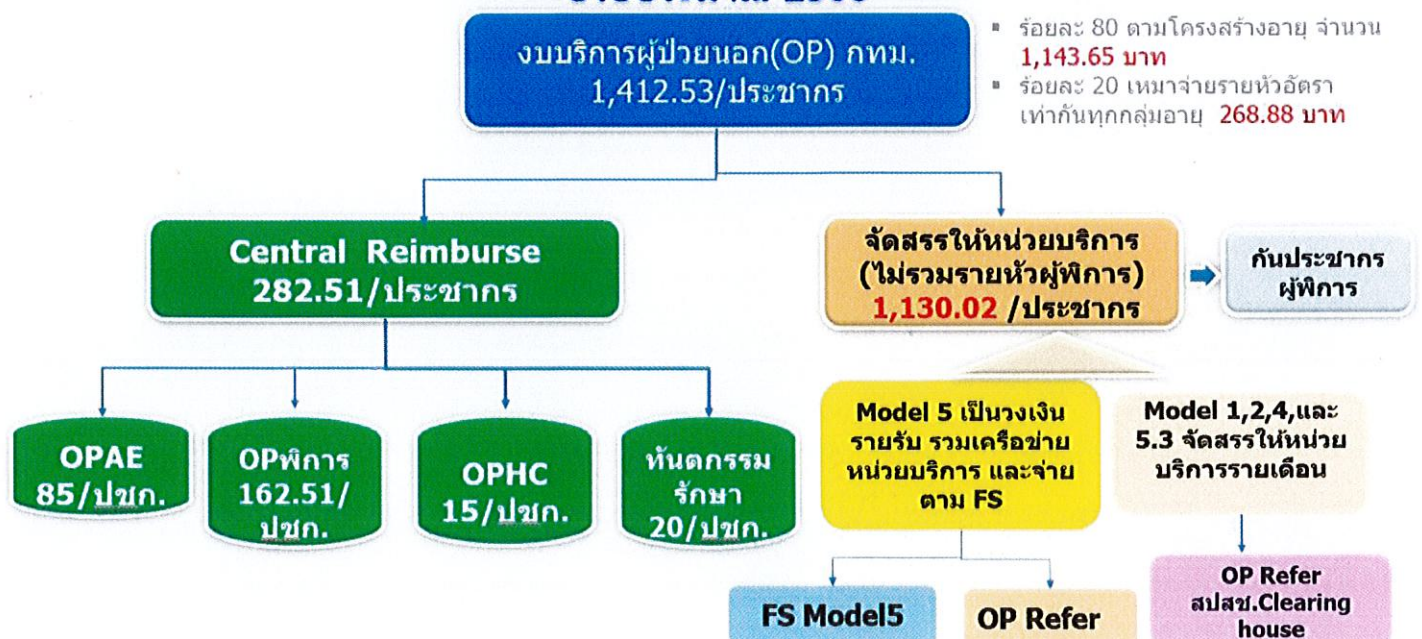 งบบริการผู้ป่วยนอก(OP) กทม.
1,412.53/ประชากร
ร้อยละ 80 ตามโครงสร้างอายุ จำนวน
1,143.65 บาท
ร้อยละ 20 เหมาจ่ายรายหัวอัตรา
เท่ากันทุกกลุ่มอายุ 268.88 บาท
Central Reimburse
282.51/ประชากร
จัดสรรให้หน่วยบริการ
(ไม่รวมรายหัวผู้พิการ)
1,130.02 /ประชากร
กันประชากร
ผู้พิการ
OPAE
85/ปชก.
OPพิการ
162.51/
ปชก.
OPHC
15/ปชก.
ทันตกรรม
รักษา
20/ปชก.
Model 5 เป็นวงเงิน
รายรับ รวมเครือข่าย
หน่วยบริการ และจ่าย
ตาม FS
Model 1,2,4,และ
5.3 จัดสรรให้หน่วย
บริการรายเดือน
FS Model5
OP Refer
OP Refer
สปสช.Clearing
house